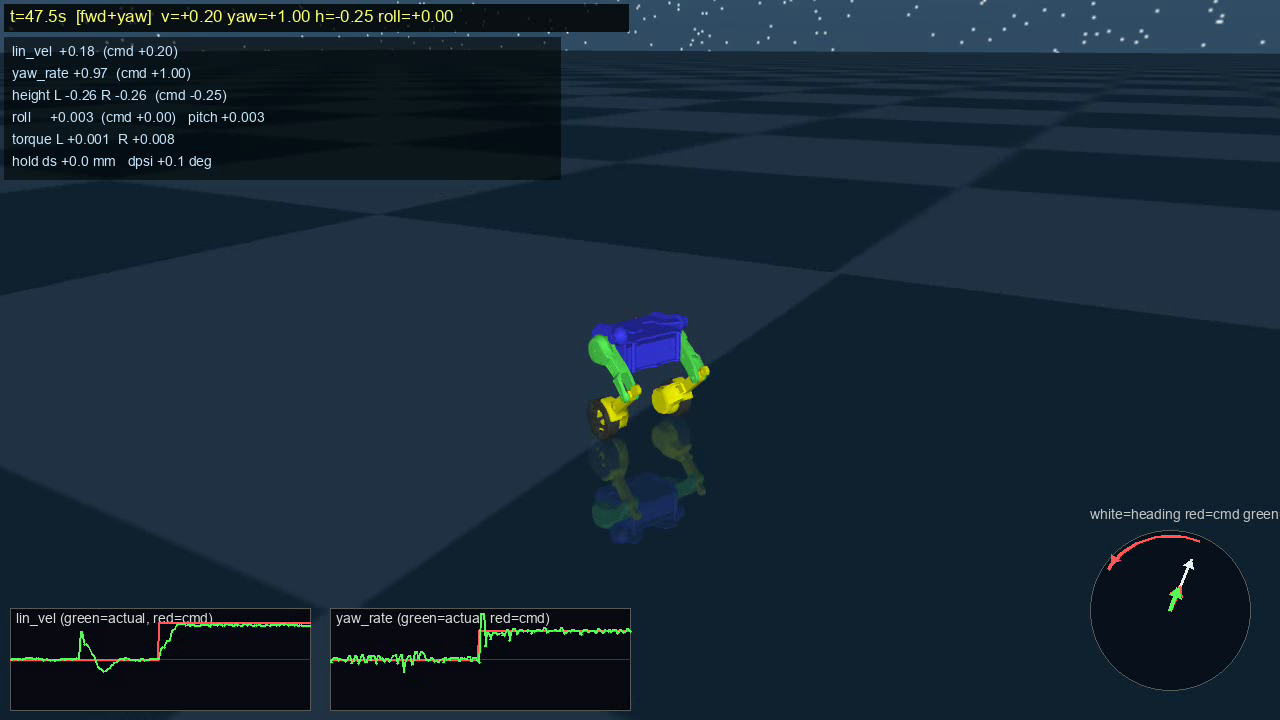 t=47.5s [fwd+yaw] v=+0.20 yaw=+1.00 h=-0.25 roll=+0.00
lin_vel +0.18 (cmd +0.20)
yaw_rate +0.97 (cmd +1.00)
height L -0.26 R -0.26 (cmd -0.25)
roll +0.003 (cmd +0.00) pitch +0.003
torque L +0.001 R +0.008
hold ds +0.0 mm dpsi +0.1 deg
white=heading red=cmd green
lin_vel (green=actual, red=cmd)
yaw_rate (green=actual, red=cmd)